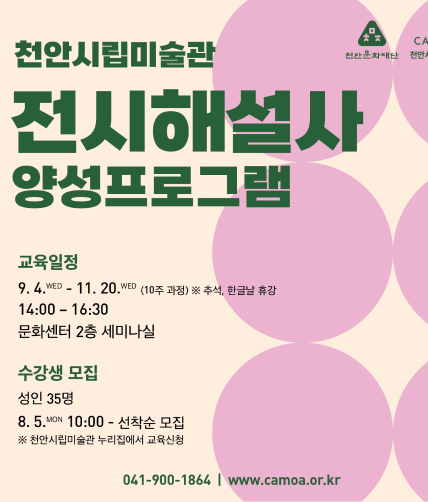 천안문화재단
천안시립미술관
전시해설사
양성프로그램
교육일정
9. 4.WED - 11. 20.WED (10주 과정) ※ 추석, 한글날 휴강
14:00 – 16:30
문화센터 2층 세미나실
수강생 모집
성인 35명
8. 5.MON 10:00 - 선착순 모집
※ 천안시립미술관 누리집에서 교육신청
041-900-1864 | www.camoa.or.kr